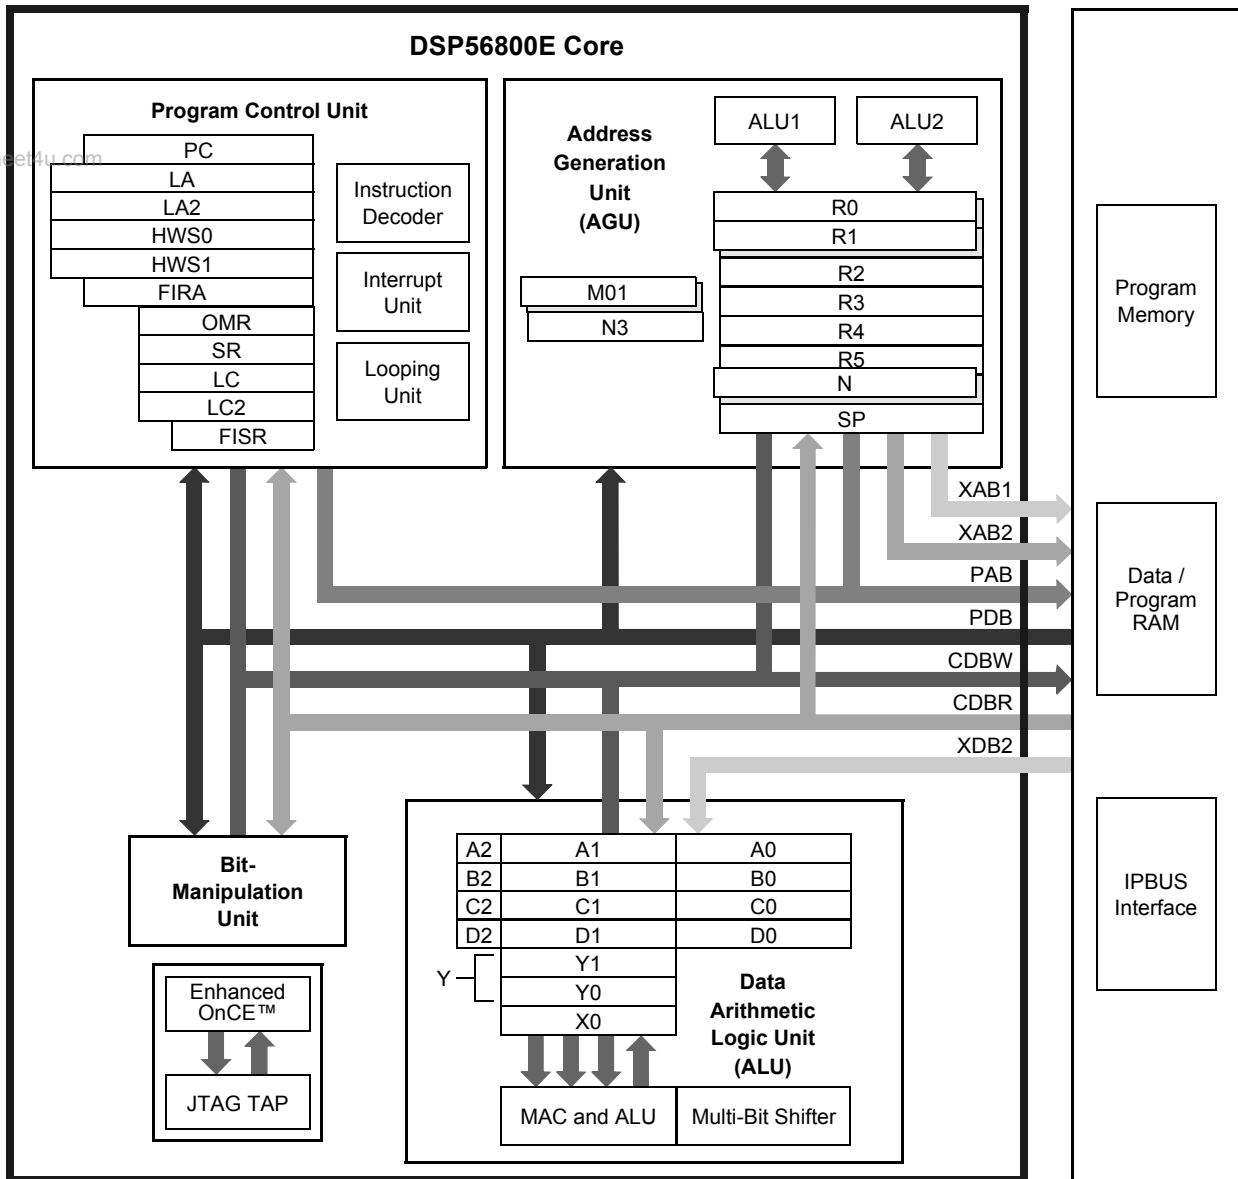 DSP56800E Core
Program Control Unit
eet4u.com
PC
LA
LA2
HWS0
HWS1
FIRA
OMR
SR
LC
LC2
FISR
Instruction
Decoder
Interrupt
Unit
Looping
Unit
Address
Generation
Unit
(AGU)
ALU1
ALU2
R0
R1
R2
R3
R4
R5
N
SP
M01
N3
Program
Memory
Data /
Program
RAM
IPBUS
Interface
XAB1
XAB2
PAB
PDB
CDBW
CDBR
XDB2
Bit-
Manipulation
Unit
Enhanced
OnCE™
JTAG TAP
A2 A1 A0
B2 B1 B0
C2 C1 C0
D2 D1 D0
Y
Y1
Y0
X0
Data
Arithmetic
Logic Unit
(ALU)
MAC and ALU
Multi-Bit Shifter